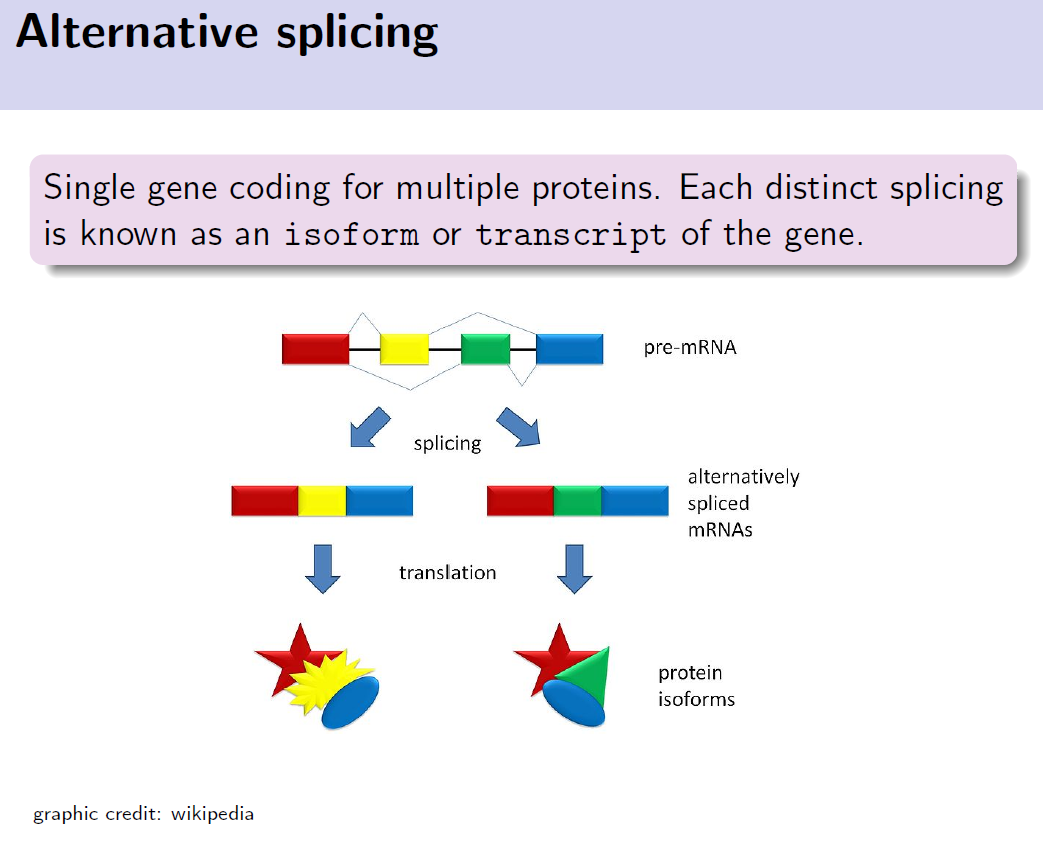 Alternative splicing
Single gene coding for multiple proteins. Each distinct splicing
is known as an isoform or transcript of the gene.
pre-mRNA
splicing
alternatively
spliced
mRNAs
translation
protein
isoforms
graphic credit: wikipedia